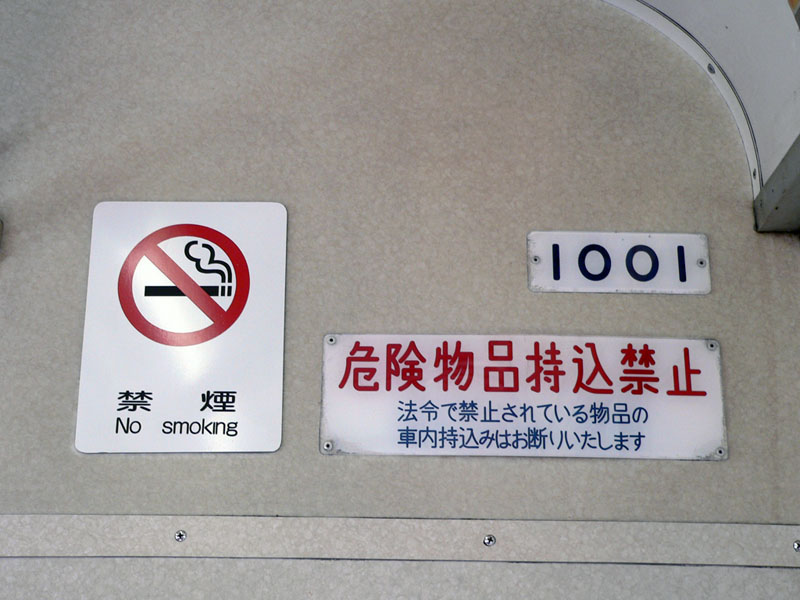 禁煙
No smoking
1001
危険物品持込禁止
法令で禁止されている物品の
車内持込みはお断りいたします